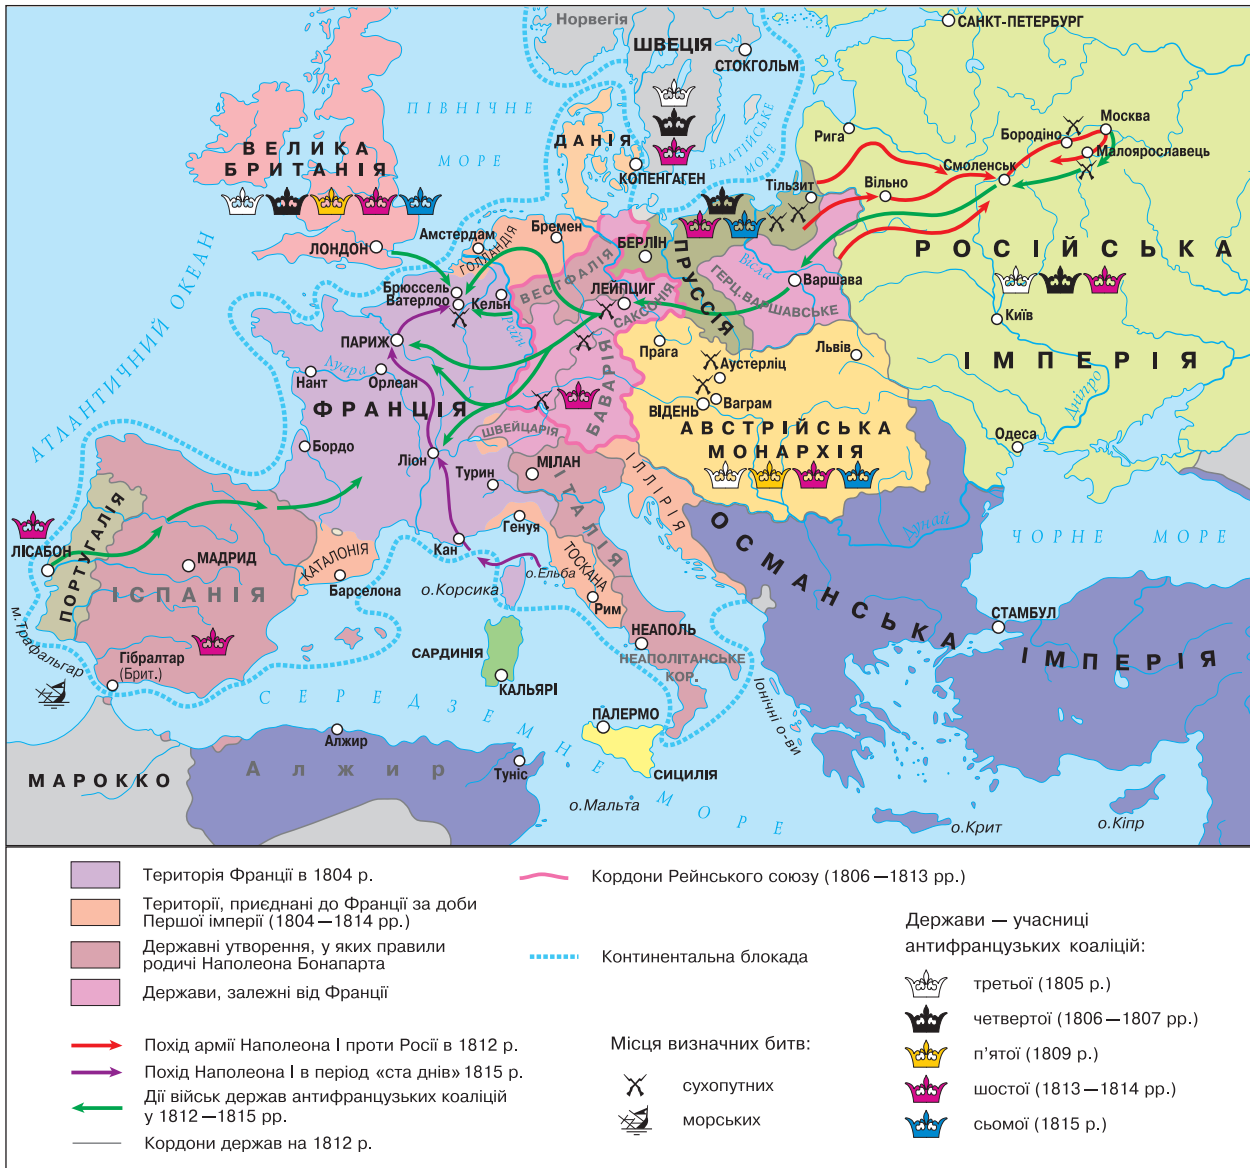 Норвегія
ШВЕЦІЯ
СТОКГОЛЬМ
САНКТ-ПЕТЕРБУРГ
ПІВНІЧНЕ
МОРЕ
ВЕЛИКА
БРИТАНІЯ
ДАНІЯ
КОПЕНГАГЕН
БАЛТІЙСЬКЕ
МОРЕ
Рига
Москва
Бородіно
Малоярославець
Смоленськ
Тільзит
Вільно
ЛОНДОН
Амстердам
ГОЛЛАНДІЯ
Бремен
БЕРЛІН
ПРУССІЯ
РОСІЙСЬКА
ІМПЕРІЯ
АТЛАНТИЧНИЙ ОКЕАН
Брюссель
Ватерлоо
Кельн
Рейн
ВЕСТФАЛІЯ
ЛЕЙПЦИГ
САКСОНІЯ
Вісла
ГЕРЦ. ВАРШАВСЬКЕ
Варшава
Київ
Дніпро
ПАРИЖ
Луара
Нант
Орлеан
ФРАНЦІЯ
Прага
Львів
Аустерліц
Ваграм
ВІДЕНЬ
БАВАРІЯ
АВСТРІЙСЬКА
МОНАРХІЯ
Одеса
ШВЕЙЦАРІЯ
Бордо
Ліон
Турин
МІЛАН
ІТАЛІЯ
ІЛЛІРІЯ
Генуя
Кан
ТОСКАНА
о.Ельба
о.Корсика
Рим
Дунай
ЧОРНЕ МОРЕ
ОСМАНСЬКА
ІМПЕРІЯ
СТАМБУЛ
ЛІСАБОН
ПОРТУГАЛІЯ
МАДРИД
ІСПАНІЯ
КАТАЛОНІЯ
Барселона
м.Трафальгар
Гібралтар
(Брит.)
САРДИНІЯ
КАЛЬЯРІ
НЕАПОЛЬ
НЕАПОЛІТАНСЬКЕ
КОР.
Іонічні о-ви
СЕРЕДЗЕМНЕ МОРЕ
ПАЛЕРМО
СИЦИЛІЯ
Алжир
Алжир
Туніс
МАРОККО
о.Мальта
о.Крит
о.Кіпр
Територія Франції в 1804 р.
Території, приєднані до Франції за доби
Першої імперії (1804—1814 рр.)
Державні утворення, у яких правили
родичі Наполеона Бонапарта
Держави, залежні від Франції
Похід армії Наполеона I проти Росії в 1812 р.
Похід Наполеона I в період «ста днів» 1815 р.
Дії військ держав антифранцузьких коаліцій
у 1812—1815 рр.
Кордони держав на 1812 р.
Кордони Рейнського союзу (1806—1813 рр.)
Континентальна блокада
Місця визначних битв:
сухопутних
морських
Держави — учасниці
антифранцузьких коаліцій:
третьої (1805 р.)
четвертої (1806—1807 рр.)
п’ятої (1809 р.)
шостої (1813—1814 рр.)
сьомої (1815 р.)